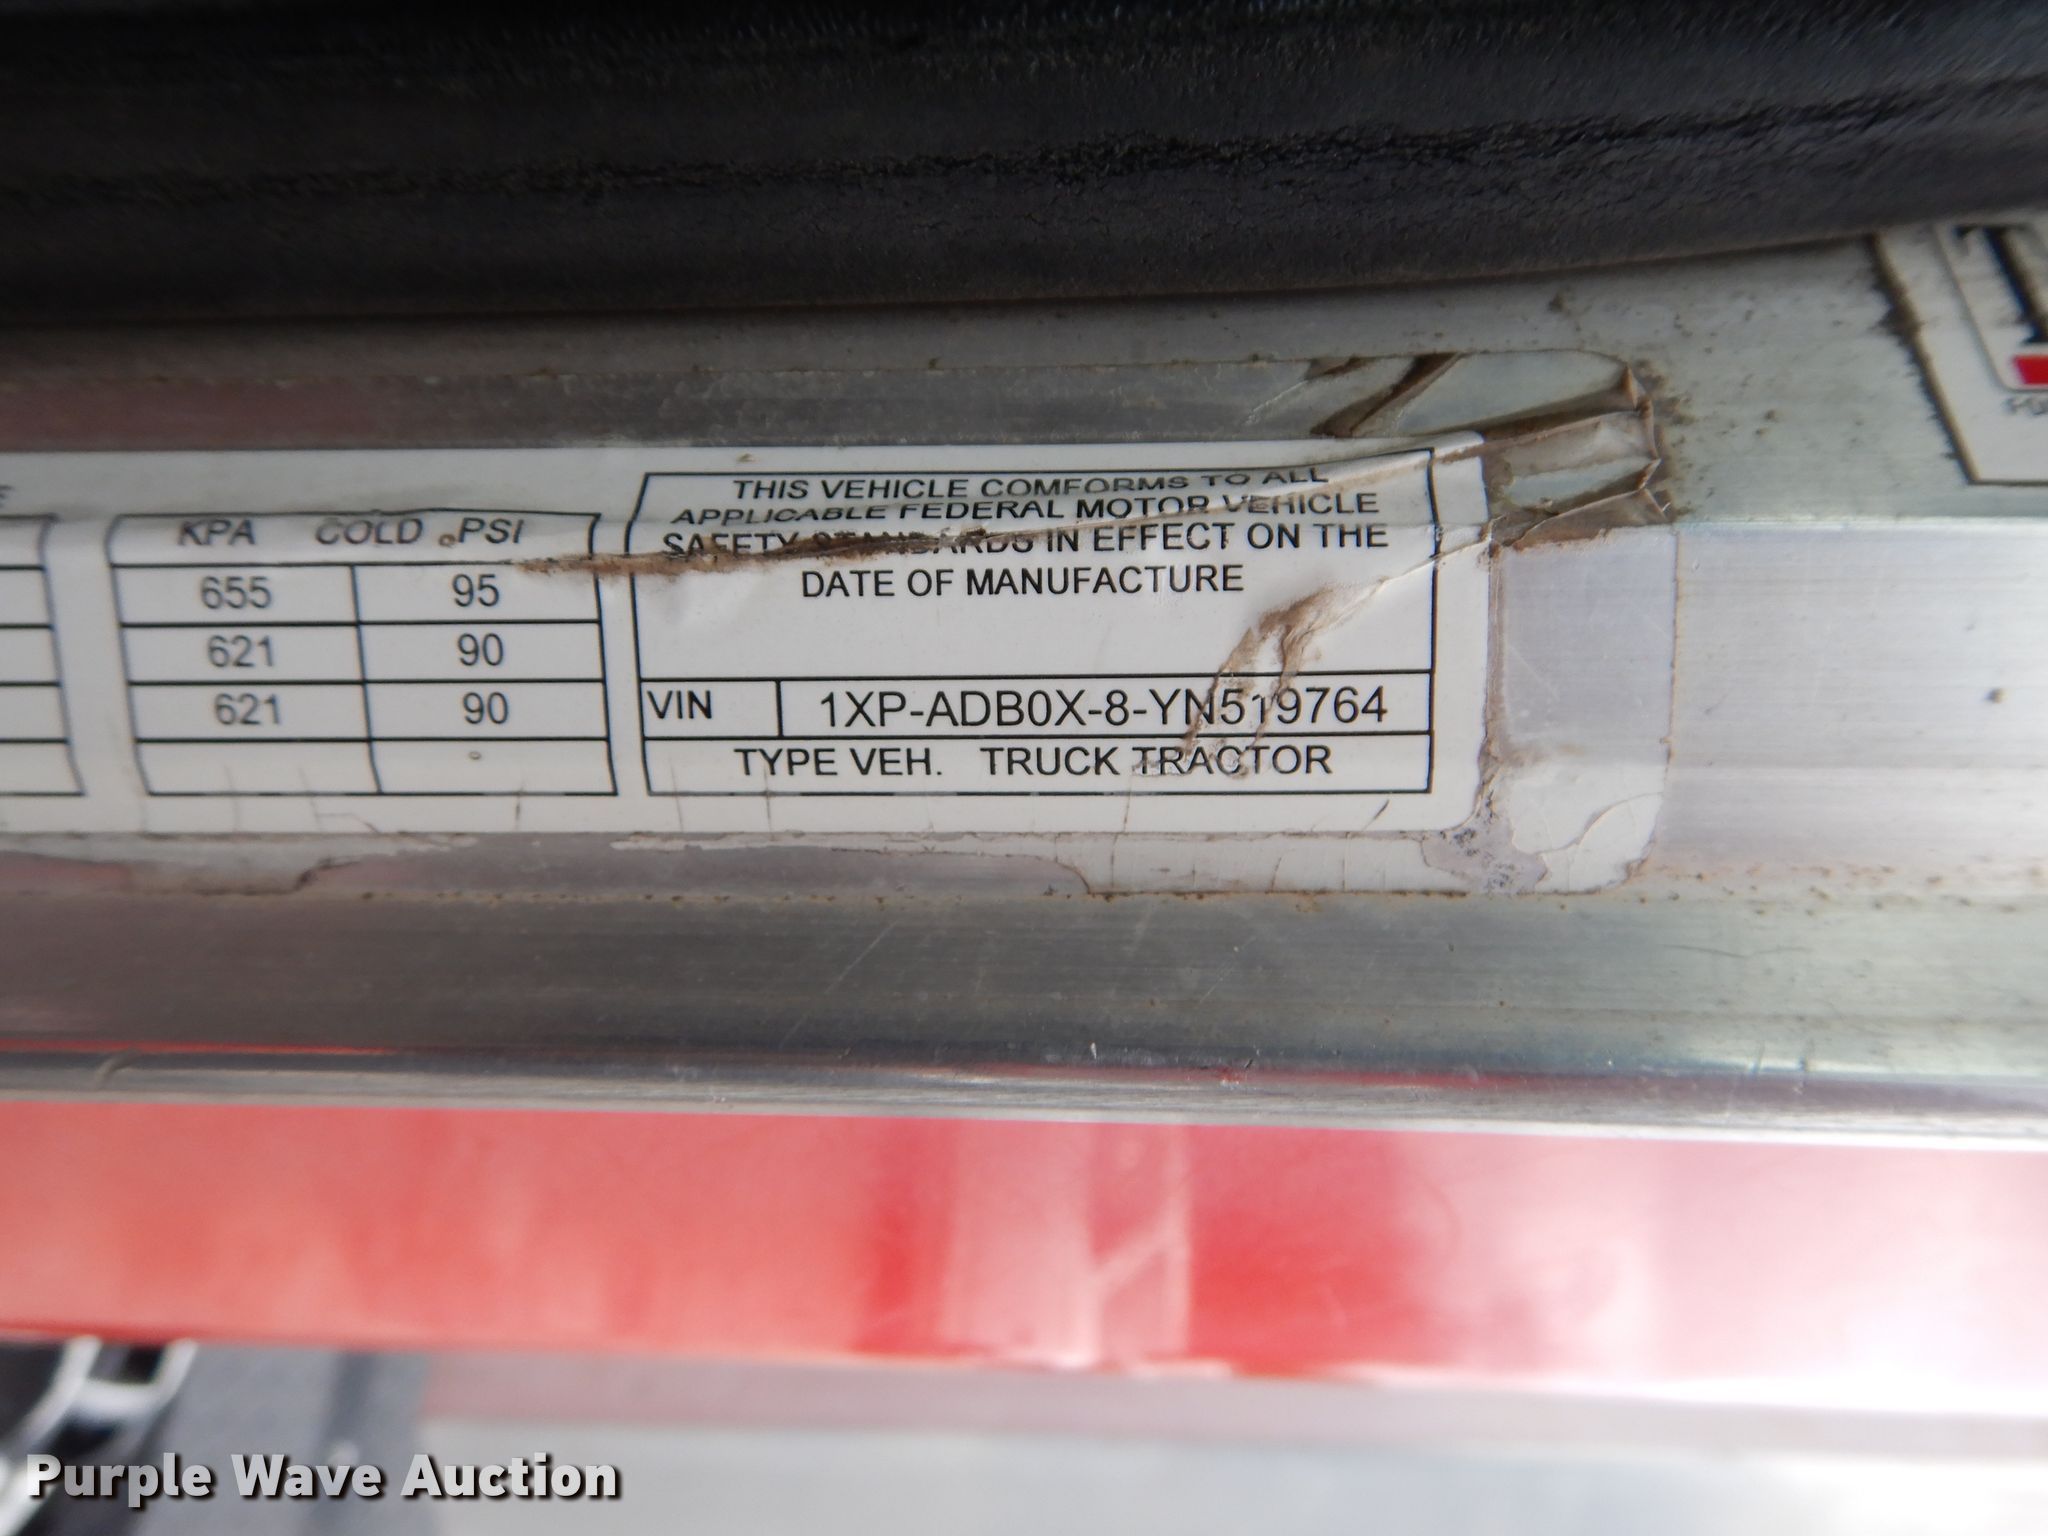 KPA COLD PSI
655 95
621 90
621 90
THIS VEHICLE COMFORMS TO ALL
APPLICABLE FEDERAL MOTOR VEHICLE
SAFETY STANDARDS IN EFFECT ON THE
DATE OF MANUFACTURE
VIN 1XP-ADB0X-8-YN519764
TYPE VEH. TRUCK TRACTOR
Purple Wave Auction